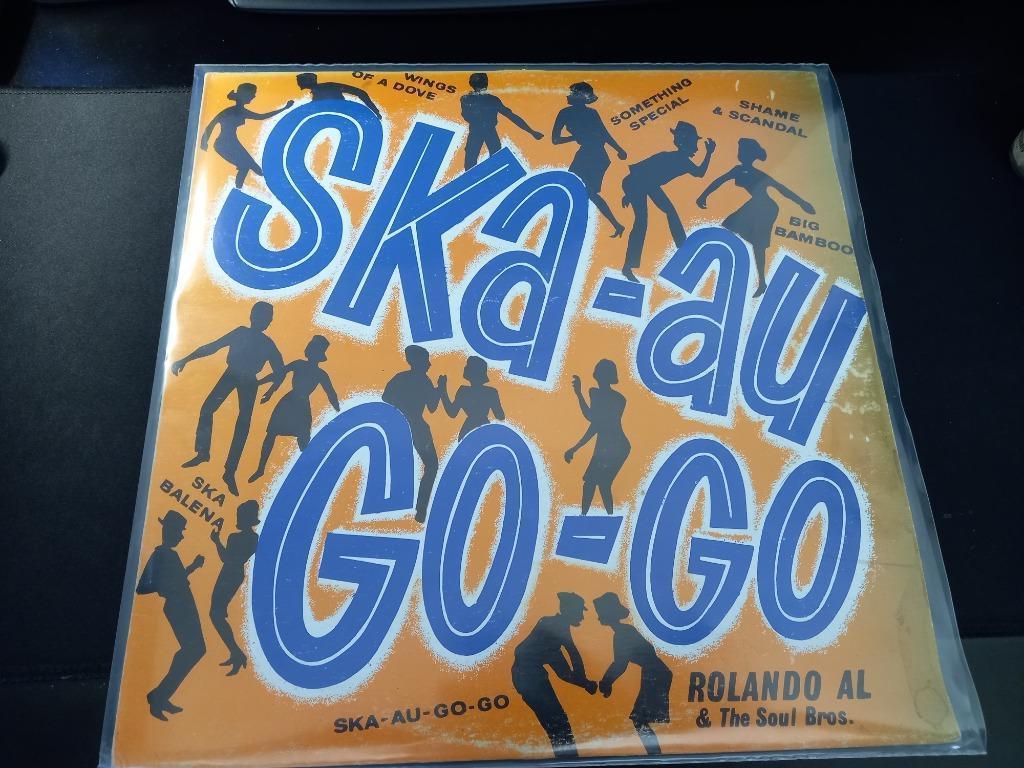 WINGS
OF A DOVE
SOMETHING
SPECIAL
SHAME
& SCANDAL
BIG
BAMBOO
SKa-au
GO-GO
SKA
BALENA
SKA-AU-GO-GO
ROLANDO AL
& The Soul Bros.